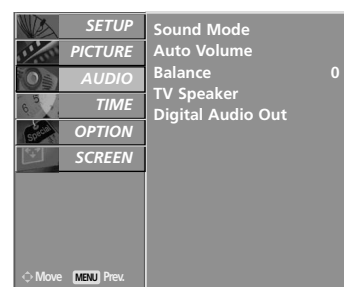 SETUP
PICTURE
AUDIO
TIME
OPTION
SCREEN
Sound Mode
Auto Volume
Balance 0
TV Speaker
Digital Audio Out
Move MENU Prev.
Special